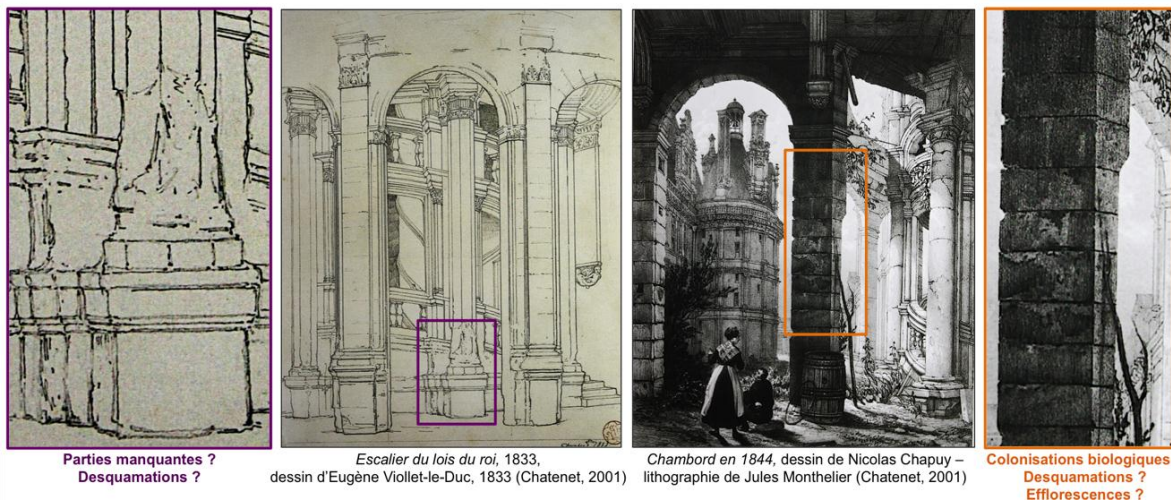 Parties manquantes ?
Desquamations ?
Escalier du lois du roi, 1833,
dessin d'Eugène Viollet-le-Duc, 1833 (Chatenet, 2001)
Chambord en 1844, dessin de Nicolas Chapuy –
lithographie de Jules Monthelier (Chatenet, 2001)
Colonisations biologiques
Desquamations ?
Efflorescences ?